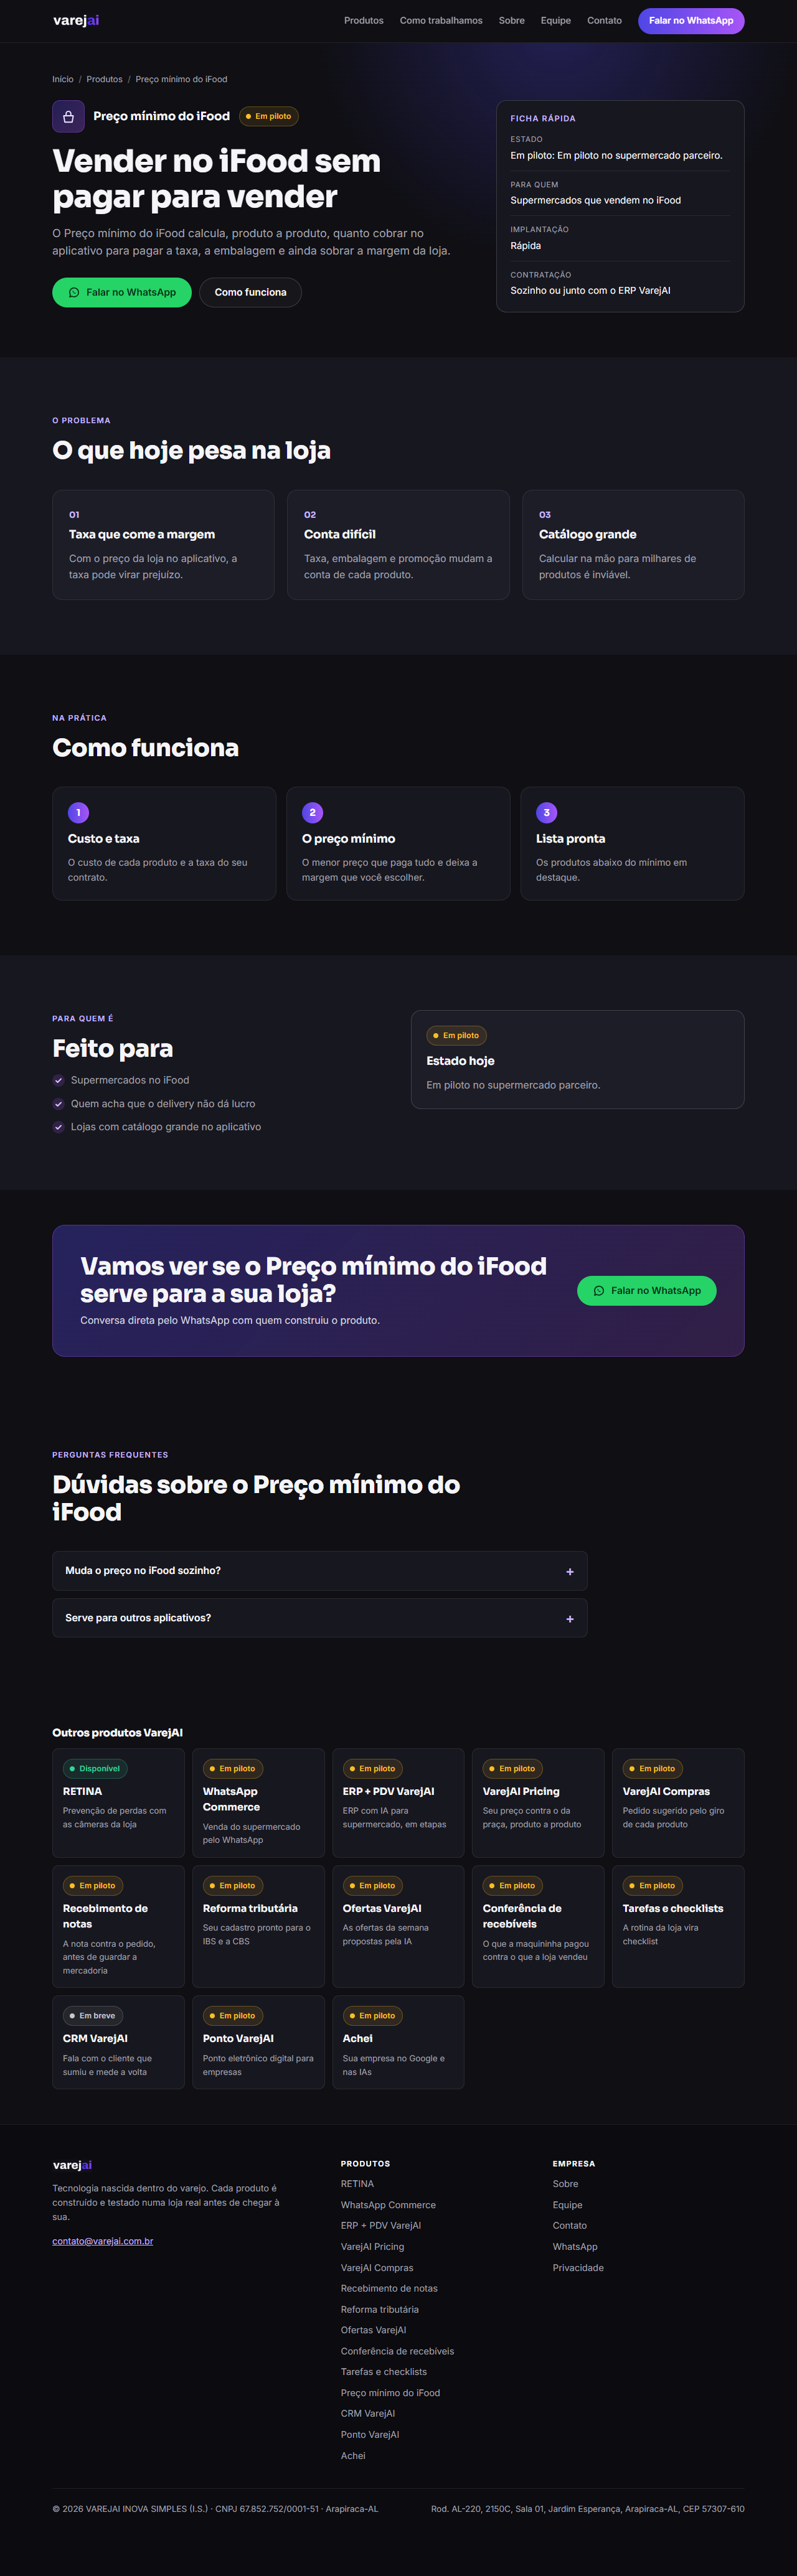 varejai
Produtos
Como trabalhamos
Sobre
Equipe
Contato
Falar no WhatsApp
Início / Produtos / Preço mínimo do iFood
Preço mínimo do iFood
Em piloto
Vender no iFood sem
pagar para vender
O Preço mínimo do iFood calcula, produto a produto, quanto cobrar no
aplicativo para pagar a taxa, a embalagem e ainda sobrar a margem da loja.
Falar no WhatsApp
Como funciona
FICHA RÁPIDA
ESTADO
Em piloto: Em piloto no supermercado parceiro.
PARA QUEM
Supermercados que vendem no iFood
IMPLANTAÇÃO
Rápida
CONTRATAÇÃO
Sozinho ou junto com o ERP VarejAI
O PROBLEMA
O que hoje pesa na loja
01
Taxa que come a margem
Com o preço da loja no aplicativo, a
taxa pode virar prejuízo.
02
Conta difícil
Taxa, embalagem e promoção mudam a
conta de cada produto.
03
Catálogo grande
Calcular na mão para milhares de
produtos é inviável.
NA PRÁTICA
Como funciona
1
Custo e taxa
O custo de cada produto e a taxa do seu
contrato.
2
O preço mínimo
O menor preço que paga tudo e deixa a
margem que você escolher.
3
Lista pronta
Os produtos abaixo do mínimo em
destaque.
PARA QUEM É
Feito para
Supermercados no iFood
Quem acha que o delivery não dá lucro
Lojas com catálogo grande no aplicativo
Em piloto
Estado hoje
Em piloto no supermercado parceiro.
Vamos ver se o Preço mínimo do iFood
serve para a sua loja?
Conversa direta pelo WhatsApp com quem construiu o produto.
Falar no WhatsApp
PERGUNTAS FREQUENTES
Dúvidas sobre o Preço mínimo do
iFood
Muda o preço no iFood sozinho? +
Serve para outros aplicativos? +
Outros produtos VarejAI
Disponível
RETINA
Prevenção de perdas com
as câmeras da loja
Em piloto
WhatsApp
Commerce
Venda do supermercado
pelo WhatsApp
Em piloto
ERP + PDV VarejAI
ERP com IA para
supermercado, em etapas
Em piloto
VarejAI Pricing
Seu preço contra o da
praça, produto a produto
Em piloto
VarejAI Compras
Pedido sugerido pelo giro
de cada produto
Em piloto
Recebimento de
notas
A nota contra o pedido,
antes de guardar a
mercadoria
Em piloto
Reforma tributária
Seu cadastro pronto para o
IBS e a CBS
Em piloto
Ofertas VarejAI
As ofertas da semana
propostas pela IA
Em piloto
Conferência de
recebíveis
O que a maquininha pagou
contra o que a loja vendeu
Em piloto
Tarefas e checklists
A rotina da loja vira
checklist
Em breve
CRM VarejAI
Fala com o cliente que
sumiu e mede a volta
Em piloto
Ponto VarejAI
Ponto eletrônico digital para
empresas
Em piloto
Achei
Sua empresa no Google e
nas IAs
varejai
Tecnologia nascida dentro do varejo. Cada produto é
construído e testado numa loja real antes de chegar à
sua.
contato@varejai.com.br
PRODUTOS
RETINA
WhatsApp Commerce
ERP + PDV VarejAI
VarejAI Pricing
VarejAI Compras
Recebimento de notas
Reforma tributária
Ofertas VarejAI
Conferência de recebíveis
Tarefas e checklists
Preço mínimo do iFood
CRM VarejAI
Ponto VarejAI
Achei
EMPRESA
Sobre
Equipe
Contato
WhatsApp
Privacidade
© 2026 VAREJAI INOVA SIMPLES (I.S.) · CNPJ 67.852.752/0001-51 · Arapiraca-AL
Rod. AL-220, 2150C, Sala 01, Jardim Esperança, Arapiraca-AL, CEP 57307-610